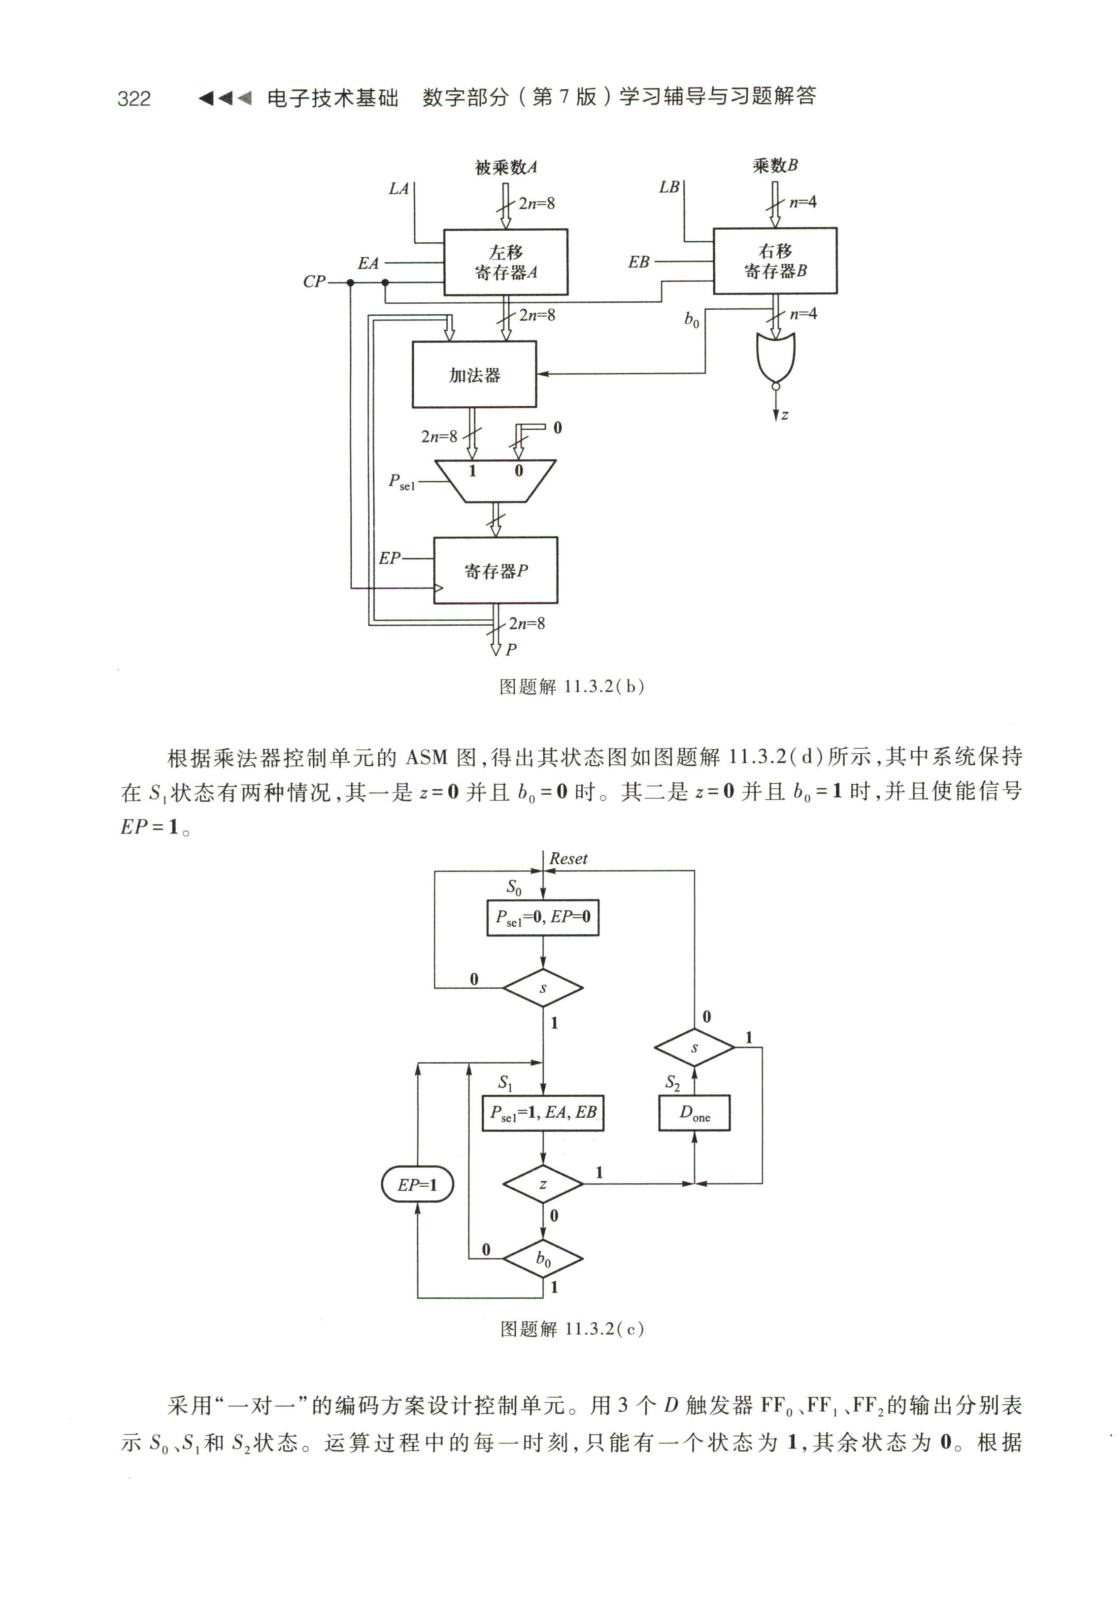 322 ◀◀◀ 电子技术基础 数字部分(第7版)学习辅导与习题解答
被乘数A
乘数B
LA
LB
2n=8
n=4
左移
寄存器A
右移
寄存器B
EA
EB
CP
2n=8
b₀
n=4
加法器
z
2n=8
0
1 0
Psel
EP
寄存器P
2n=8
P
图题解 11.3.2(b)
根据乘法器控制单元的 ASM 图,得出其状态图如图题解 11.3.2(d)所示,其中系统保持
在 S₁状态有两种情况,其一是 z=0 并且 b₀=0 时。其二是 z=0 并且 b₀=1 时,并且使能信号
EP=1。
Reset
S₀
Psel=0, EP=0
0
s
1
0
s
1
S₁
Psel=1, EA, EB
S₂
Done
EP=1
z
1
0
0
b₀
1
图题解 11.3.2(c)
采用“一对一”的编码方案设计控制单元。用 3 个 D 触发器 FF₀、FF₁、FF₂的输出分别表
示 S₀、S₁和 S₂状态。运算过程中的每一时刻,只能有一个状态为 1,其余状态为 0。根据